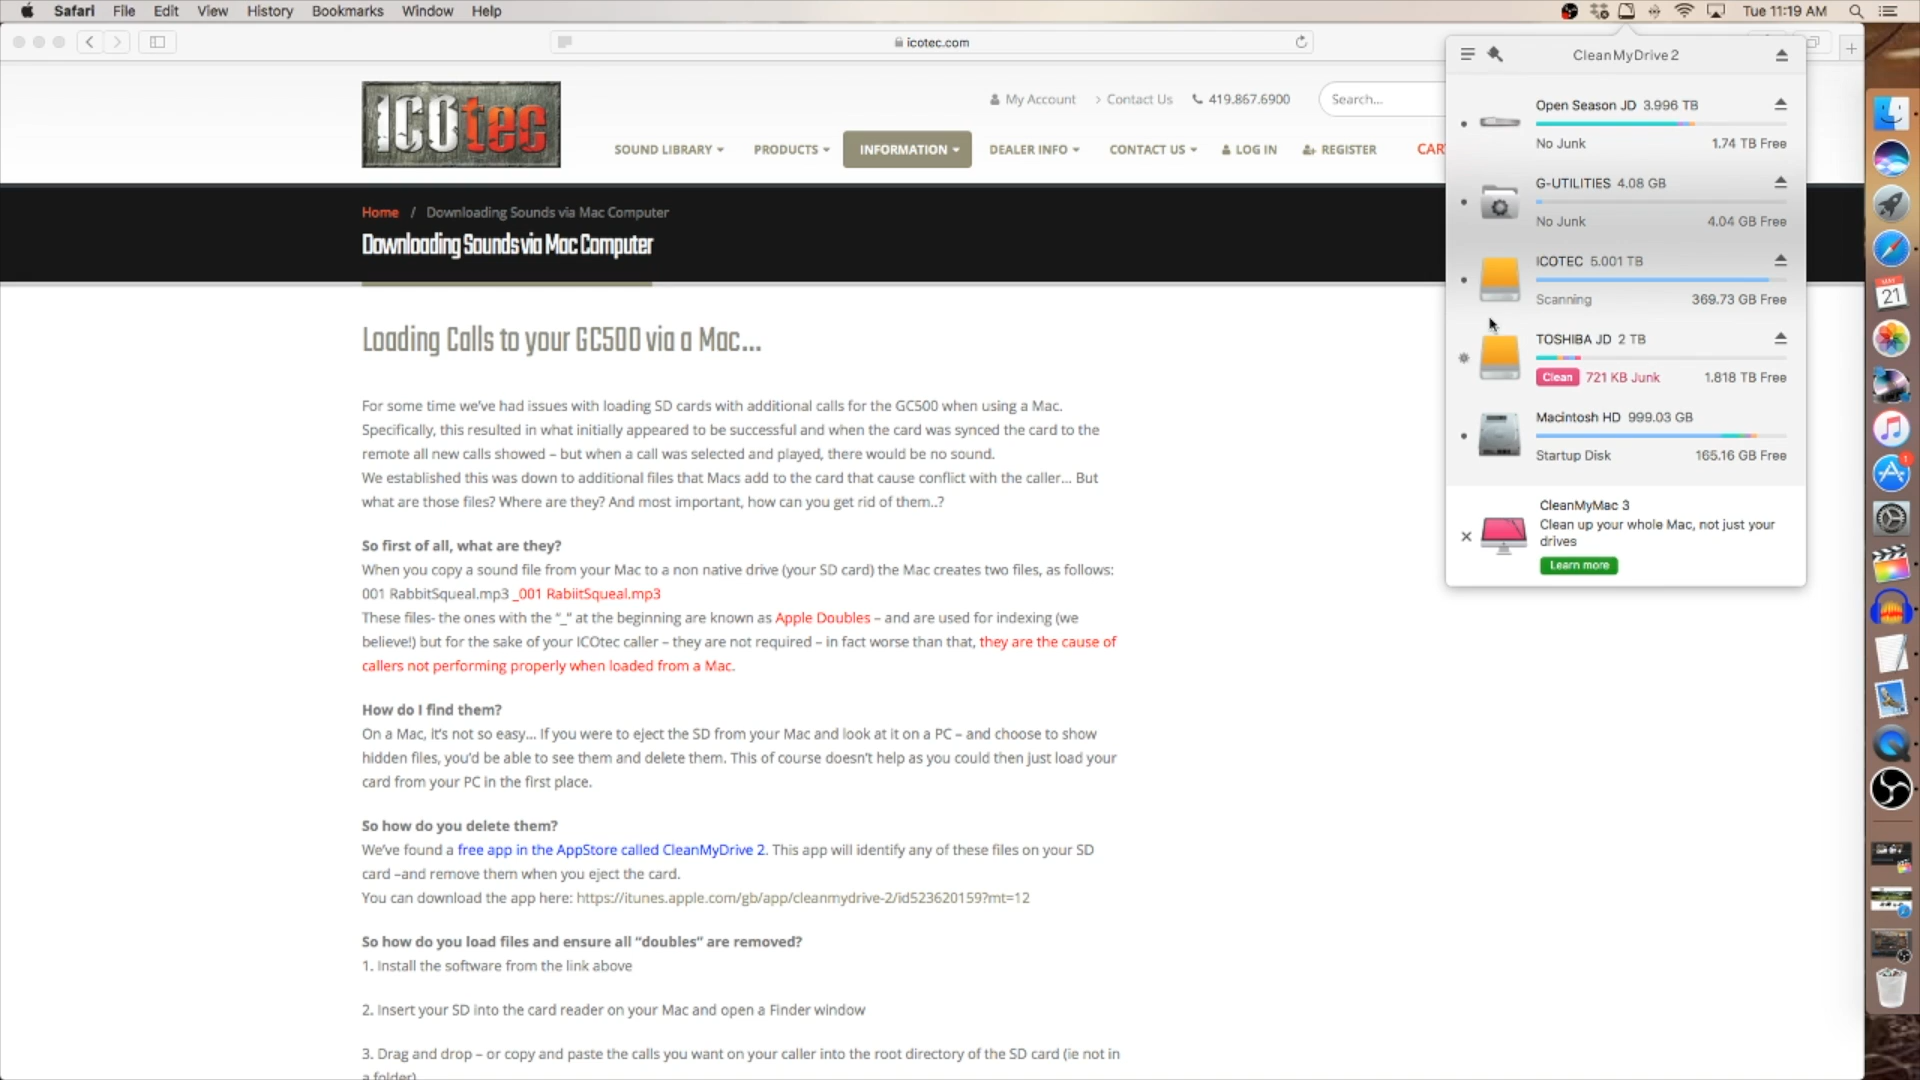 Safari File Edit View History Bookmarks Window Help
Tue 11:19 AM
icotec.com
ICOtec
My Account
Contact Us
419.867.6900
Search...
SOUND LIBRARY
PRODUCTS
INFORMATION
DEALER INFO
CONTACT US
LOG IN
REGISTER
CAR
Home / Downloading Sounds via Mac Computer
Downloading Sounds via Mac Computer
Loading Calls to your GC500 via a Mac...
For some time we've had issues with loading SD cards with additional calls for the GC500 when using a Mac.
Specifically, this resulted in what initially appeared to be successful and when the card was synced the card to the
remote all new calls showed – but when a call was selected and played, there would be no sound.
We established this was down to additional files that Macs add to the card that cause conflict with the caller... But
what are those files? Where are they? And most important, how can you get rid of them..?
So first of all, what are they?
When you copy a sound file from your Mac to a non native drive (your SD card) the Mac creates two files, as follows:
001 RabbitSqueal.mp3 _001 RabiitSqueal.mp3
These files- the ones with the "_" at the beginning are known as Apple Doubles – and are used for indexing (we
believe!) but for the sake of your ICOtec caller – they are not required – in fact worse than that, they are the cause of
callers not performing properly when loaded from a Mac.
How do I find them?
On a Mac, it's not so easy... If you were to eject the SD from your Mac and look at it on a PC – and choose to show
hidden files, you'd be able to see them and delete them. This of course doesn't help as you could then just load your
card from your PC in the first place.
So how do you delete them?
We've found a free app in the AppStore called CleanMyDrive 2. This app will identify any of these files on your SD
card –and remove them when you eject the card.
You can download the app here: https://itunes.apple.com/gb/app/cleanmydrive-2/id523620159?mt=12
So how do you load files and ensure all "doubles" are removed?
1. Install the software from the link above
2. Insert your SD into the card reader on your Mac and open a Finder window
3. Drag and drop – or copy and paste the calls you want on your caller into the root directory of the SD card (ie not in
a folder)
CleanMyDrive 2
Open Season JD 3.996 TB
No Junk 1.74 TB Free
G-UTILITIES 4.08 GB
No Junk 4.04 GB Free
ICOTEC 5.001 TB
Scanning 369.73 GB Free
TOSHIBA JD 2 TB
Clean 721 KB Junk 1.818 TB Free
Macintosh HD 999.03 GB
Startup Disk 165.16 GB Free
CleanMyMac 3
Clean up your whole Mac, not just your
drives
Learn more
21
1